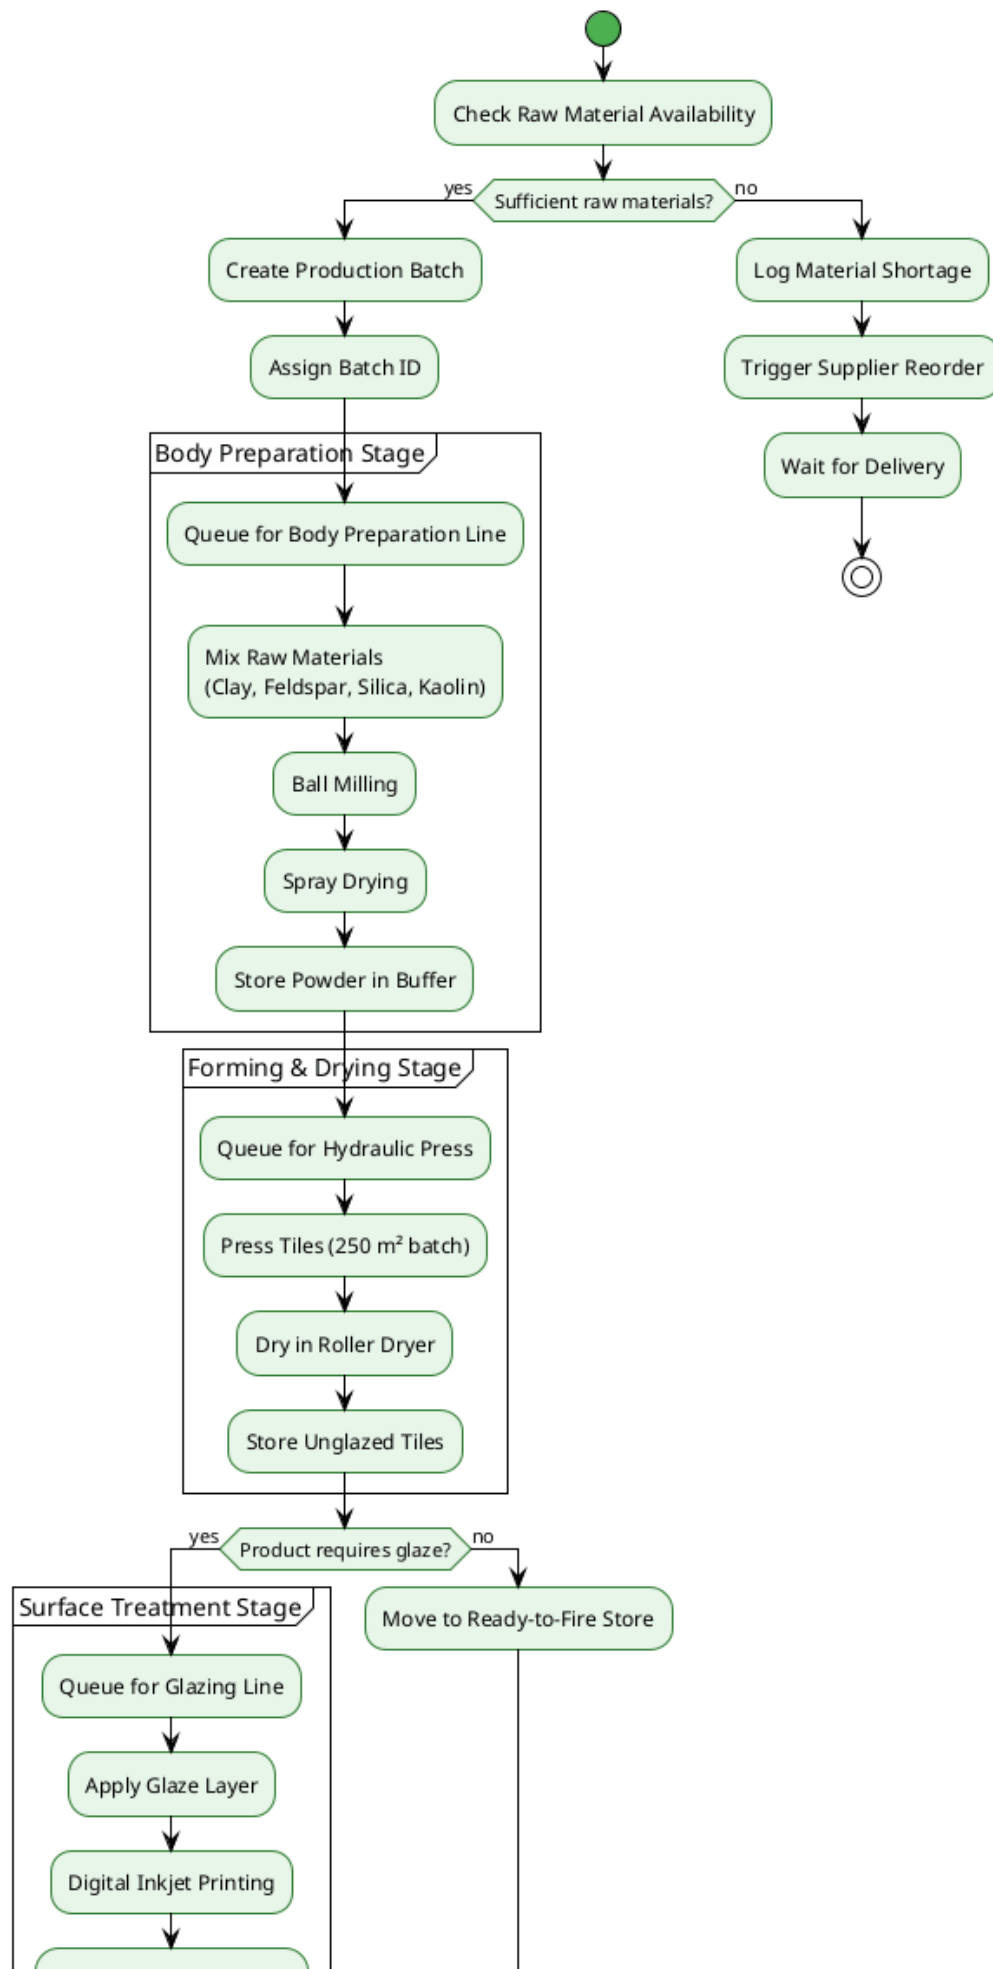 Check Raw Material Availability
yes
Sufficient raw materials?
no
Create Production Batch
Log Material Shortage
Assign Batch ID
Trigger Supplier Reorder
Body Preparation Stage
Wait for Delivery
Queue for Body Preparation Line
Mix Raw Materials
(Clay, Feldspar, Silica, Kaolin)
Ball Milling
Spray Drying
Store Powder in Buffer
Forming & Drying Stage
Queue for Hydraulic Press
Press Tiles (250 m² batch)
Dry in Roller Dryer
Store Unglazed Tiles
yes
Product requires glaze?
no
Surface Treatment Stage
Move to Ready-to-Fire Store
Queue for Glazing Line
Apply Glaze Layer
Digital Inkjet Printing